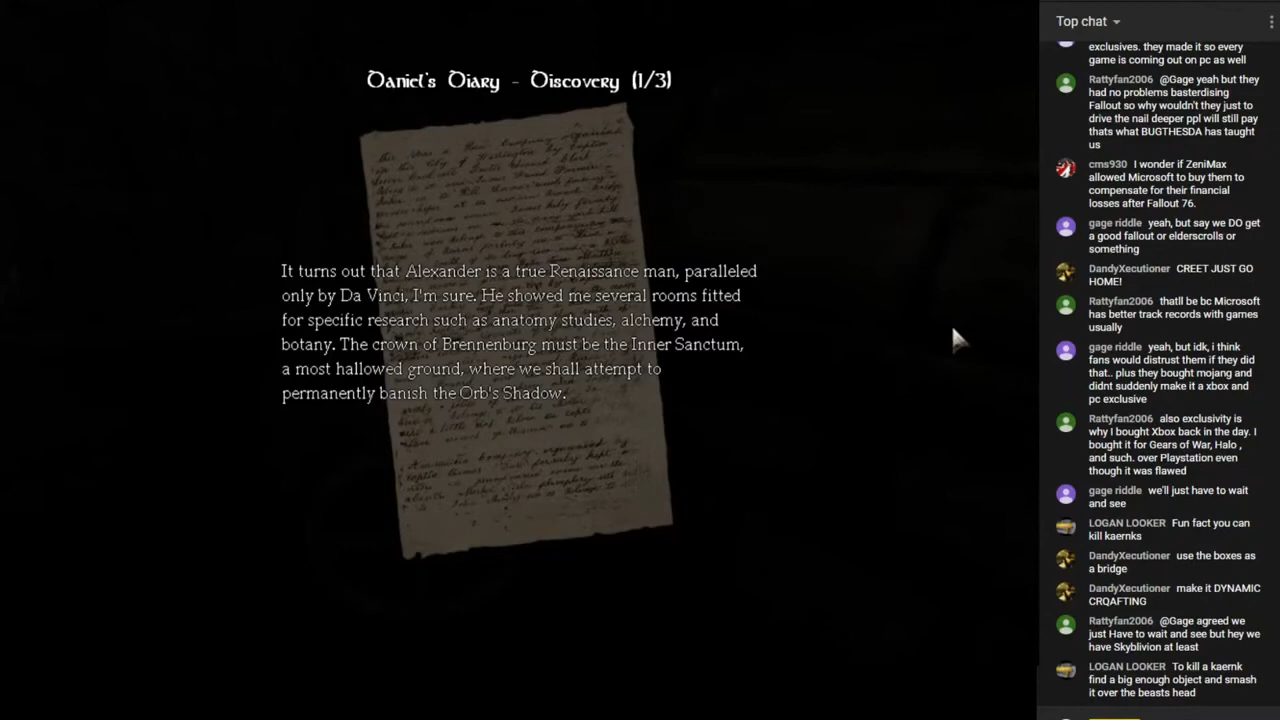 Daniel's Diary - Discovery (1/3)
It turns out that Alexander is a true Renaissance man, paralleled
only by Da Vinci, I'm sure. He showed me several rooms fitted
for specific research such as anatomy studies, alchemy, and
botany. The crown of Brennenburg must be the Inner Sanctum,
a most hallowed ground, where we shall attempt to
permanently banish the Orb's Shadow.
Top chat
exclusives. they made it so every
game is coming out on pc as well
Rattyfan2006 @Gage yeah but they
had no problems basterdising
Fallout so why wouldn't they just to
drive the nail deeper ppl will still pay
thats what BUGTHESDA has taught
us
cms930 I wonder if ZeniMax
allowed Microsoft to buy them to
compensate for their financial
losses after Fallout 76.
gage riddle yeah, but say we DO get
a good fallout or elderscrolls or
something
DandyXecutioner CREET JUST GO
HOME!
Rattyfan2006 thatll be bc Microsoft
has better track records with games
usually
gage riddle yeah, but idk, i think
fans would distrust them if they did
that.. plus they bought mojang and
didnt suddenly make it a xbox and
pc exclusive
Rattyfan2006 also exclusivity is
why I bought Xbox back in the day. I
bought it for Gears of War, Halo ,
and such. over Playstation even
though it was flawed
gage riddle we'll just have to wait
and see
LOGAN LOOKER Fun fact you can
kill kaernks
DandyXecutioner use the boxes as
a bridge
DandyXecutioner make it DYNAMIC
CRQAFTING
Rattyfan2006 @Gage agreed we
just Have to wait and see but hey we
have Skyblivion at least
LOGAN LOOKER To kill a kaernk
find a big enough object and smash
it over the beasts head